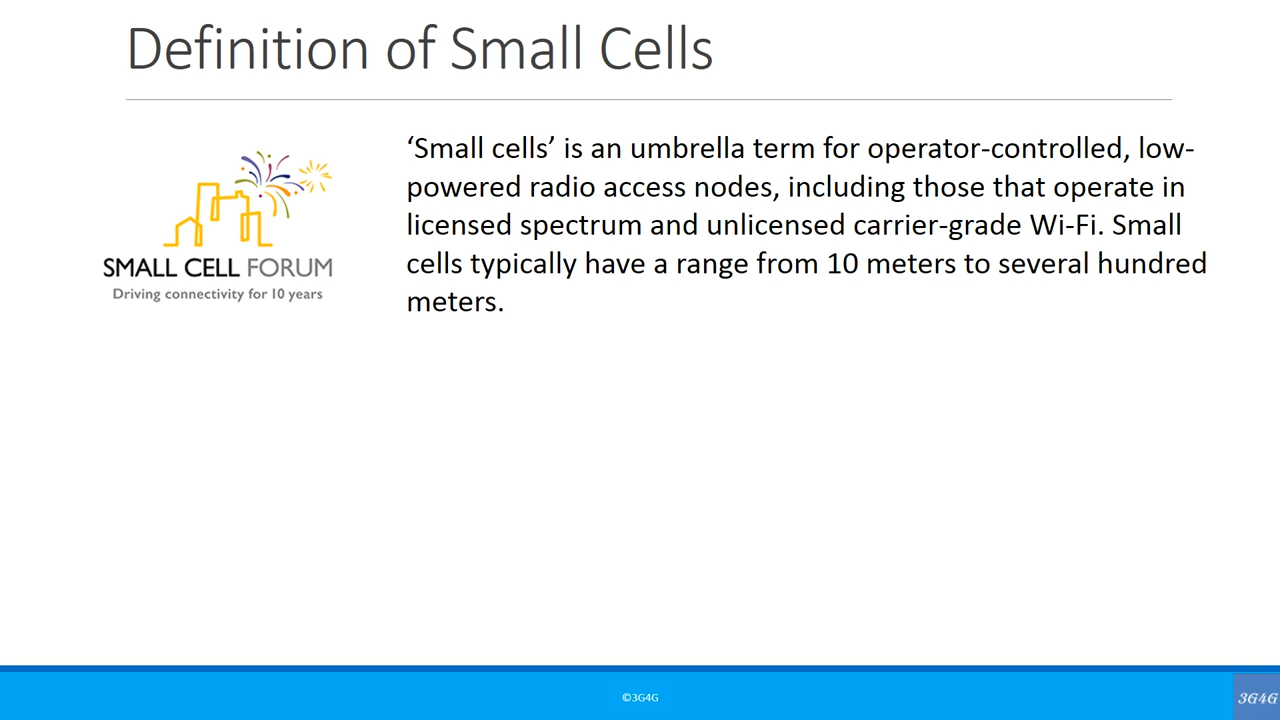 Definition of Small Cells
‘Small cells’ is an umbrella term for operator-controlled, low-
powered radio access nodes, including those that operate in
licensed spectrum and unlicensed carrier-grade Wi-Fi. Small
cells typically have a range from 10 meters to several hundred
meters.
SMALL CELL FORUM
Driving connectivity for 10 years
©3G4G
3G4G